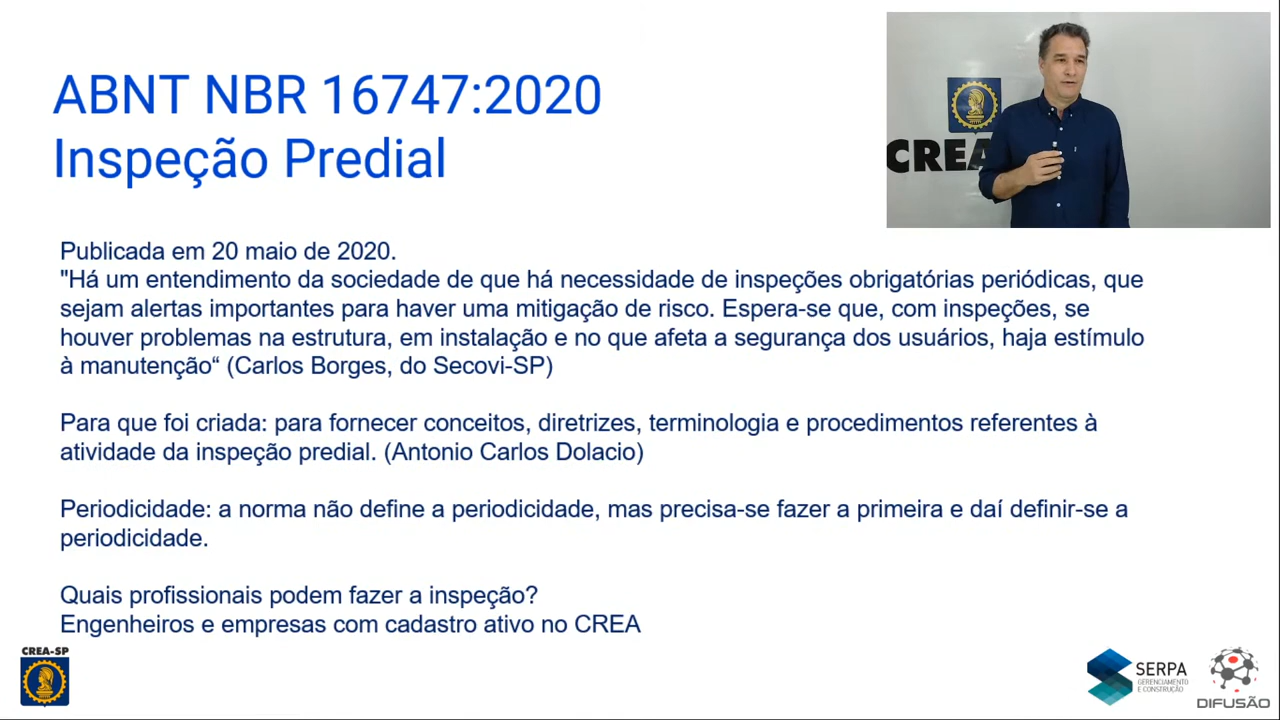 ABNT NBR 16747:2020
Inspeção Predial
CREA
Publicada em 20 maio de 2020.
"Há um entendimento da sociedade de que há necessidade de inspeções obrigatórias periódicas, que
sejam alertas importantes para haver uma mitigação de risco. Espera-se que, com inspeções, se
houver problemas na estrutura, em instalação e no que afeta a segurança dos usuários, haja estímulo
à manutenção“ (Carlos Borges, do Secovi-SP)
Para que foi criada: para fornecer conceitos, diretrizes, terminologia e procedimentos referentes à
atividade da inspeção predial. (Antonio Carlos Dolacio)
Periodicidade: a norma não define a periodicidade, mas precisa-se fazer a primeira e daí definir-se a
periodicidade.
Quais profissionais podem fazer a inspeção?
Engenheiros e empresas com cadastro ativo no CREA
CREA-SP
SERPA
GERENCIAMENTO
E CONSTRUÇÃO
DIFUSÃO